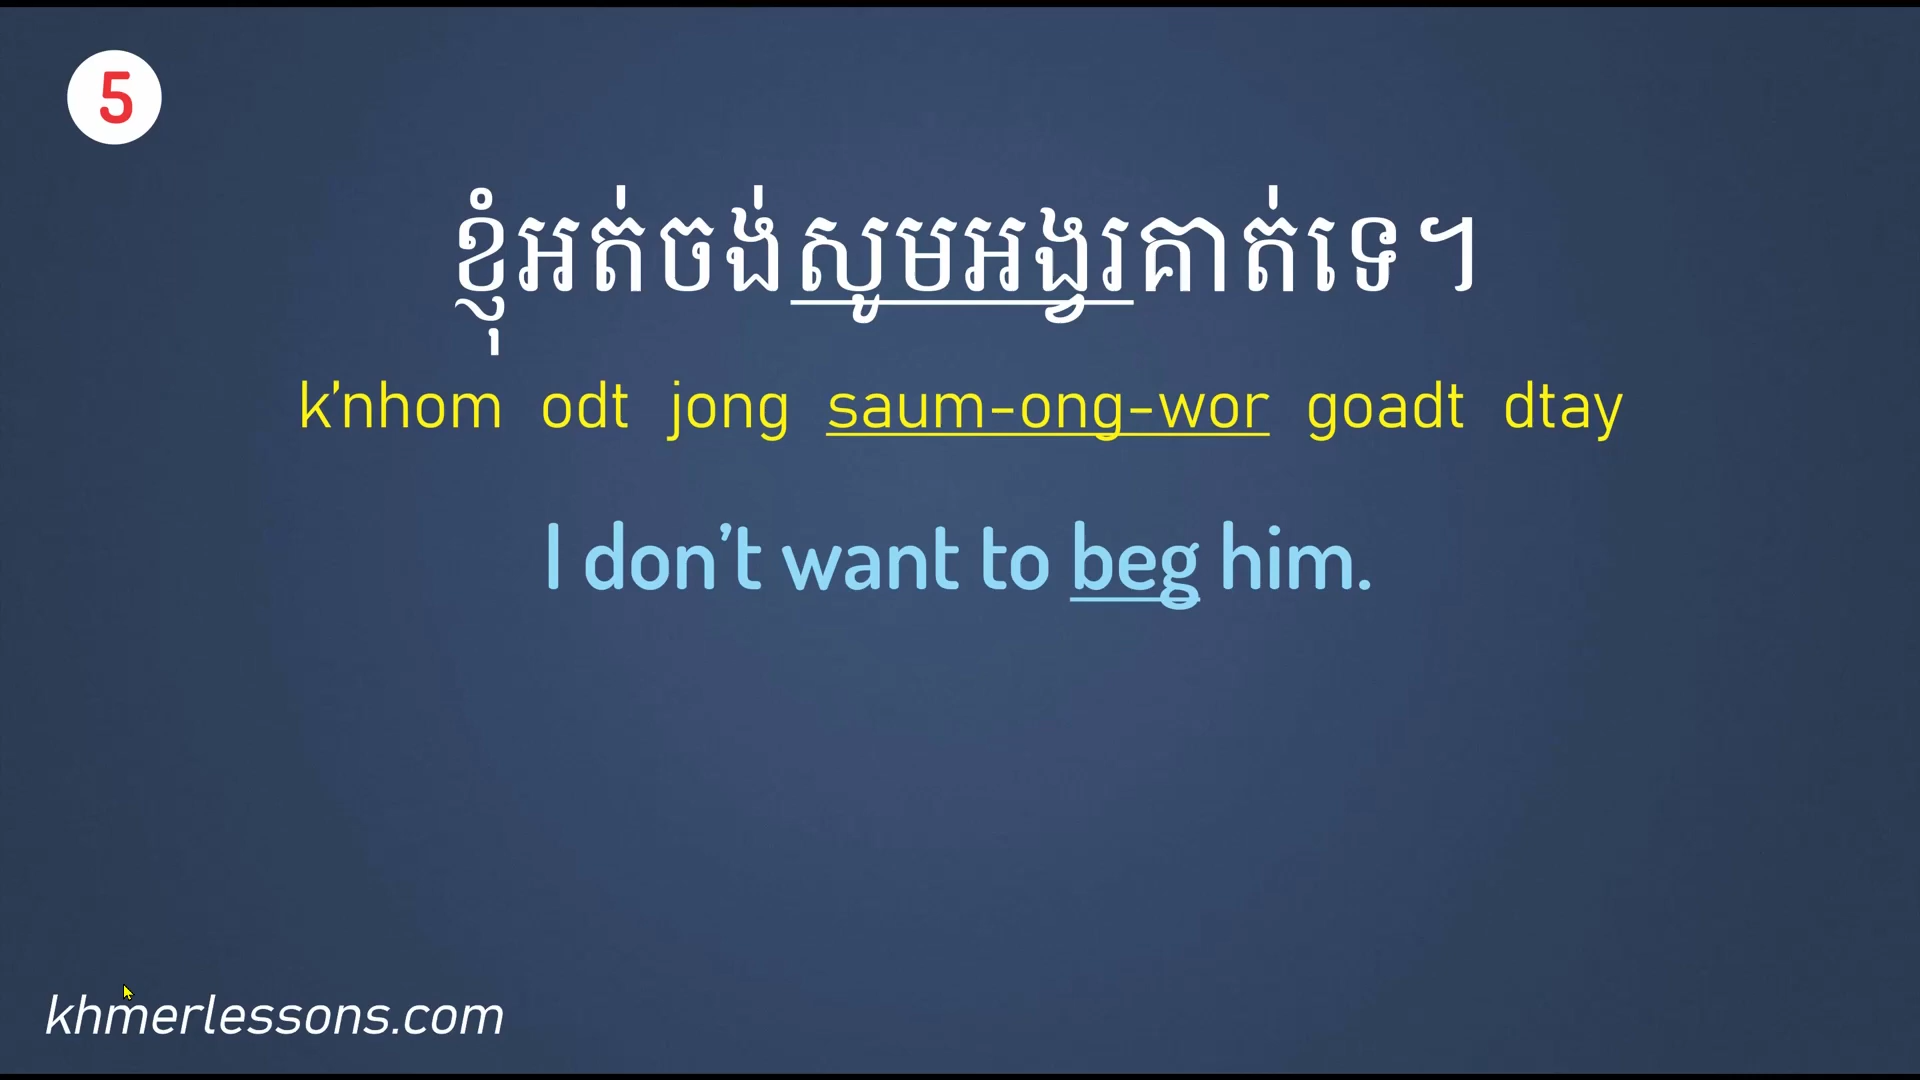 5
ខ្ញុំអត់ចង់សូមអង្វរគាត់ទេ។
k’nhom odt jong saum-ong-wor goadt dtay
I don’t want to beg him.
khmerlessons.com